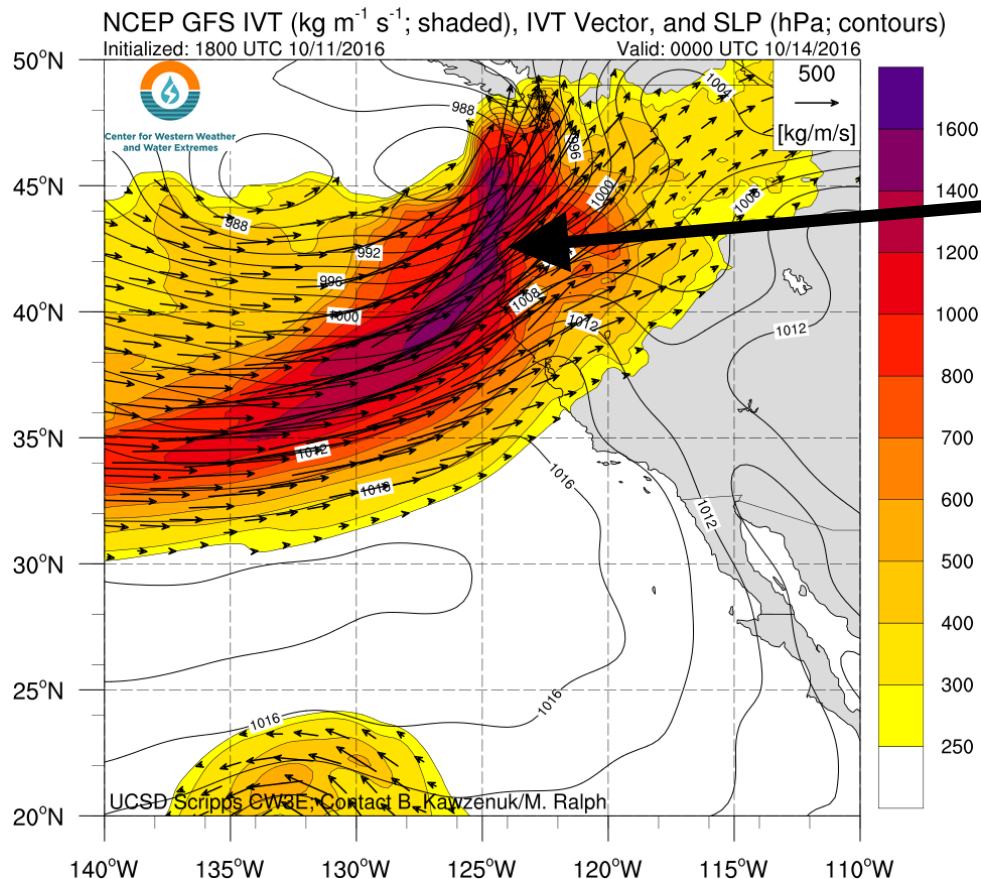 NCEP GFS IVT (kg m⁻¹ s⁻¹; shaded), IVT Vector, and SLP (hPa; contours)
Initialized: 1800 UTC 10/11/2016 Valid: 0000 UTC 10/14/2016
Center for Western Weather
and Water Extremes
500
[kg/m/s]
50°N
45°N
40°N
35°N
30°N
25°N
20°N
988
1004
996
1000
1008
988
992
996
1000
1008
1012
1012
1012
1016
1016
1012
1016
1016
1600
1400
1200
1000
800
700
600
500
400
300
250
UCSD Scripps CW3E; Contact B. Kawzenuk/M. Ralph
140°W 135°W 130°W 125°W 120°W 115°W 110°W